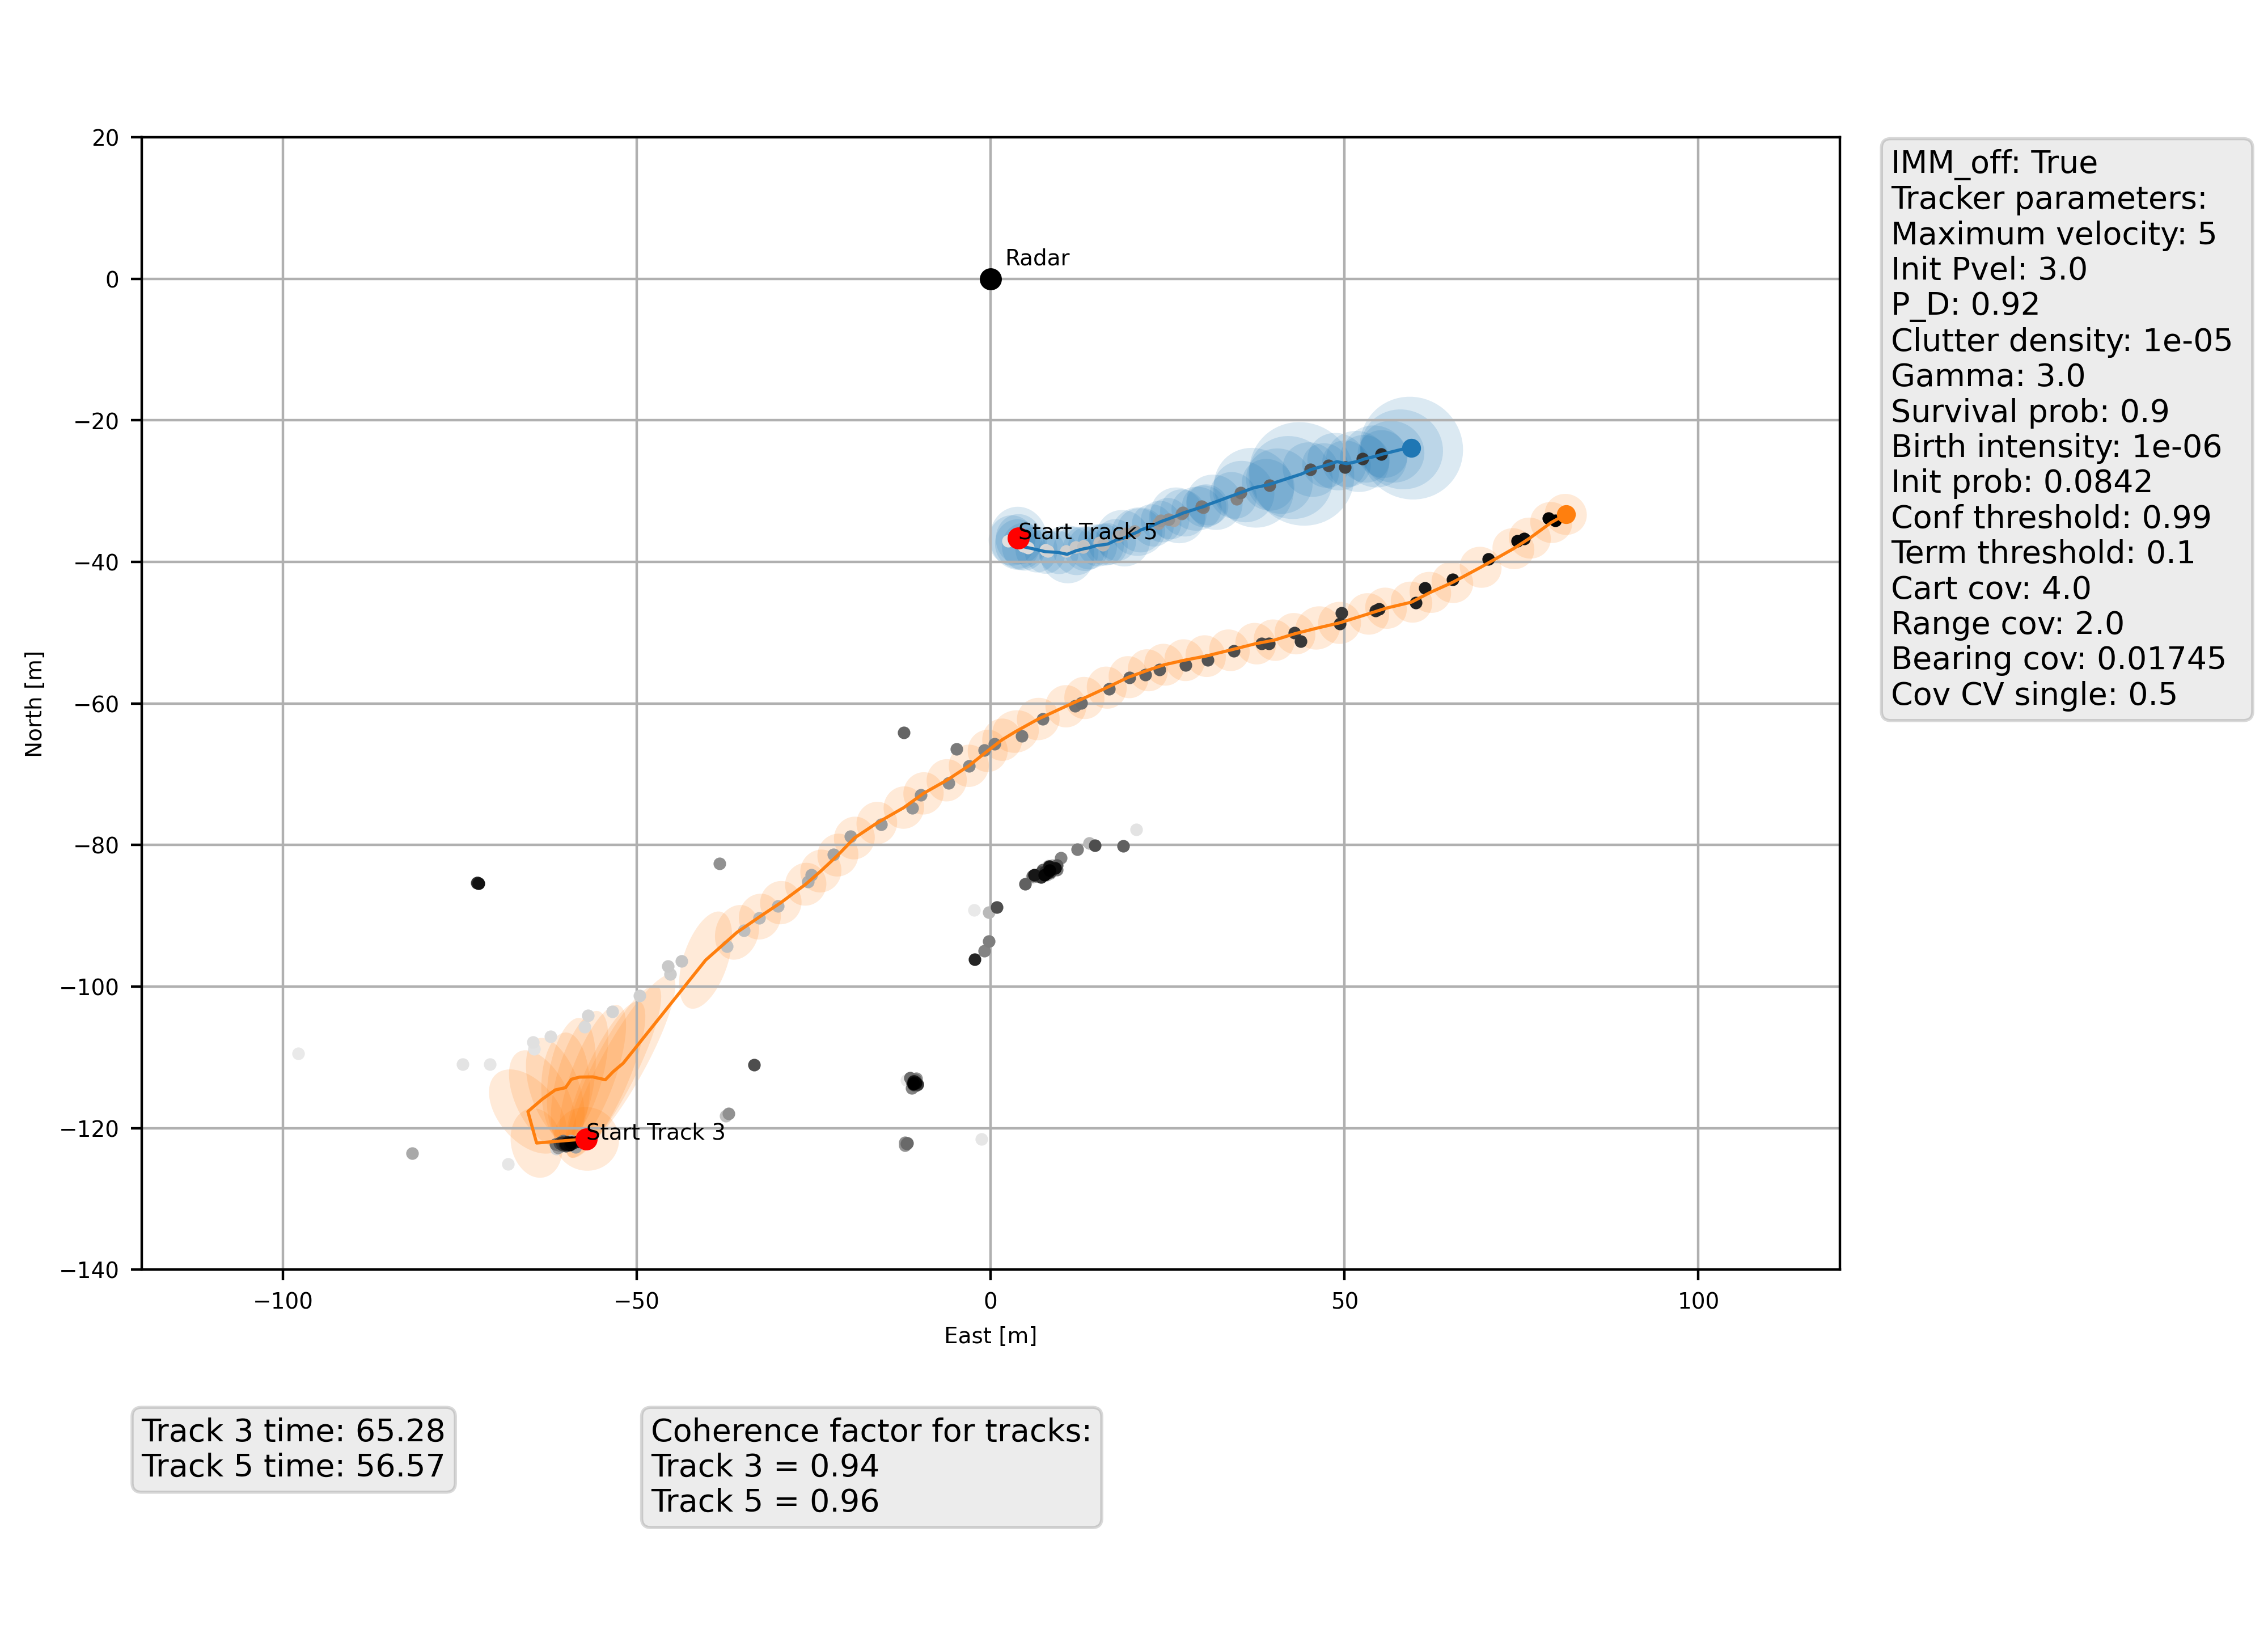 20
0
−20
−40
−60
−80
−100
−120
−140
North [m]
−100
−50
0
50
100
East [m]
Radar
Start Track 5
Start Track 3
IMM_off: True
Tracker parameters:
Maximum velocity: 5
Init Pvel: 3.0
P_D: 0.92
Clutter density: 1e-05
Gamma: 3.0
Survival prob: 0.9
Birth intensity: 1e-06
Init prob: 0.0842
Conf threshold: 0.99
Term threshold: 0.1
Cart cov: 4.0
Range cov: 2.0
Bearing cov: 0.01745
Cov CV single: 0.5
Track 3 time: 65.28
Track 5 time: 56.57
Coherence factor for tracks:
Track 3 = 0.94
Track 5 = 0.96